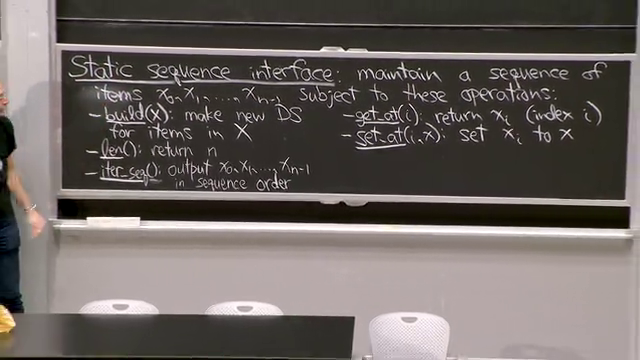 Static sequence interface: maintain a sequence of
items x₀, x₁, ..., xₙ₋₁ subject to these operations:
- build(X): make new DS
for items in X
- len(): return n
- iter_seq(): output x₀, x₁, ..., xₙ₋₁
in sequence order
- get_at(i): return xᵢ (index i)
- set_at(i, x): set xᵢ to x